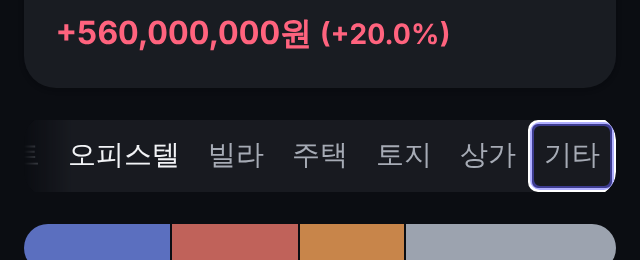 +560,000,000원 (+20.0%)
오피스텔 빌라 주택 토지 상가 기타